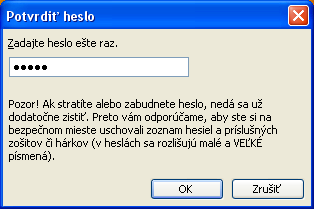 Potvrdiť heslo
Zadajte heslo ešte raz.
●●●●●
Pozor! Ak stratíte alebo zabudnete heslo, nedá sa už
dodatočne zistiť. Preto vám odporúčame, aby ste si na
bezpečnom mieste uschovali zoznam hesiel a príslušných
zošitov či hárkov (v heslách sa rozlišujú malé a VEĽKÉ
písmená).
OK
Zrušiť